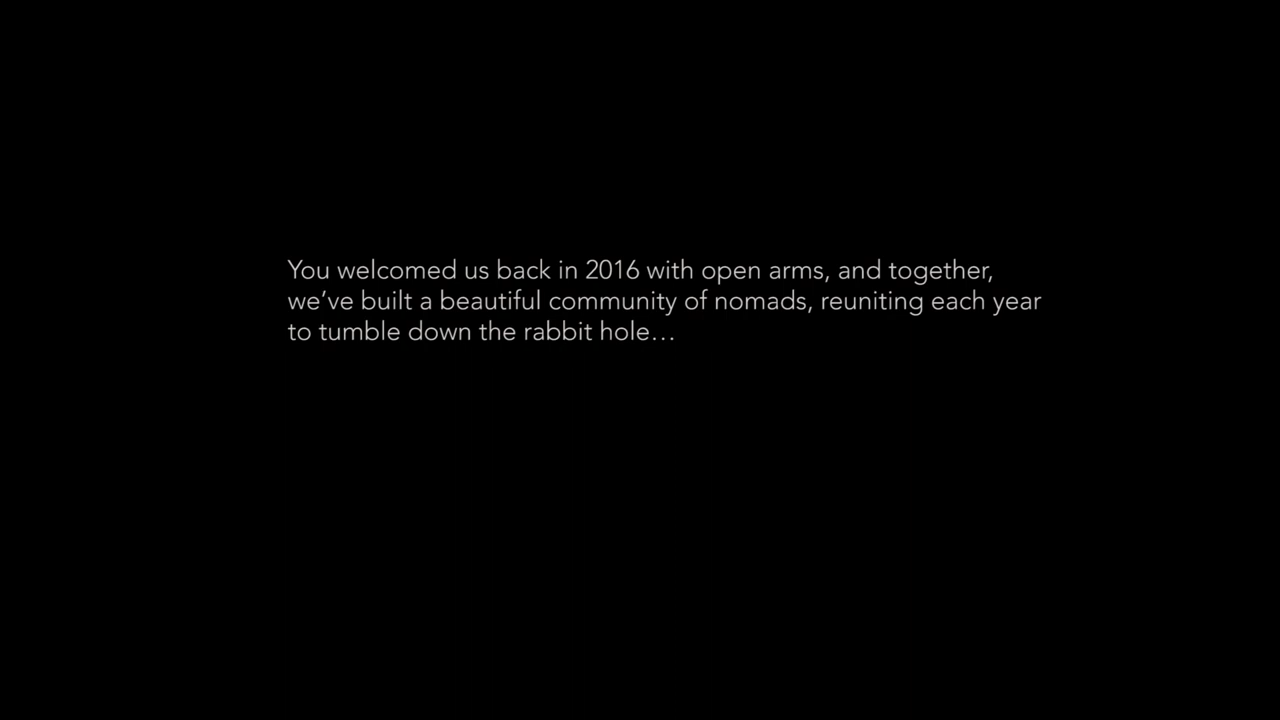 You welcomed us back in 2016 with open arms, and together,
we’ve built a beautiful community of nomads, reuniting each year
to tumble down the rabbit hole…